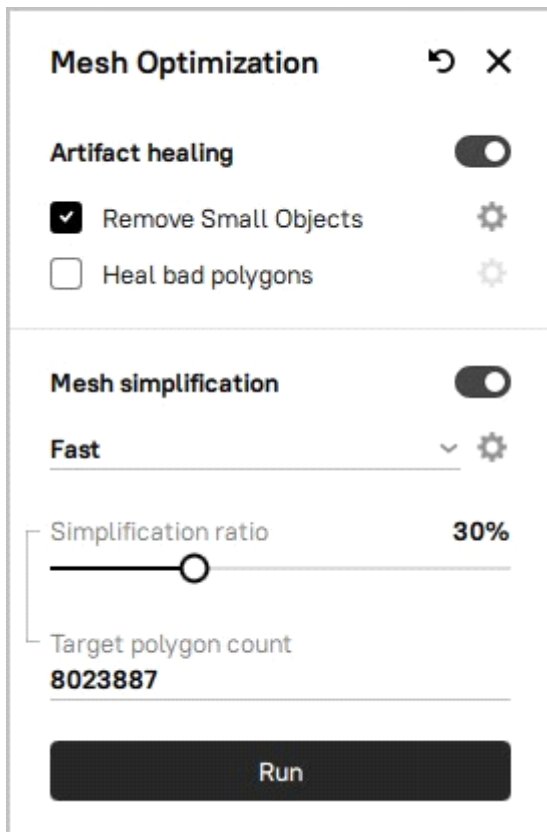 Mesh Optimization
Artifact healing
Remove Small Objects
Heal bad polygons
Mesh simplification
Fast
Simplification ratio 30%
Target polygon count
8023887
Run